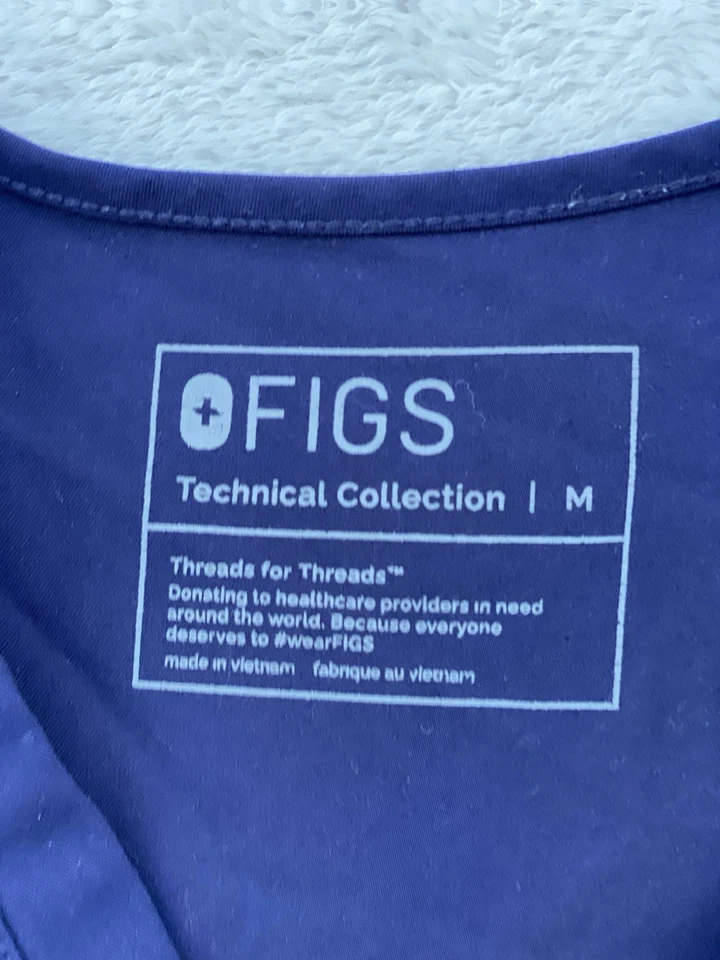 FIGS
Technical Collection | M
Threads for Threads™
Donating to healthcare providers in need
around the world. Because everyone
deserves to #wearFIGS
made in vietnam fabrique au vietnam